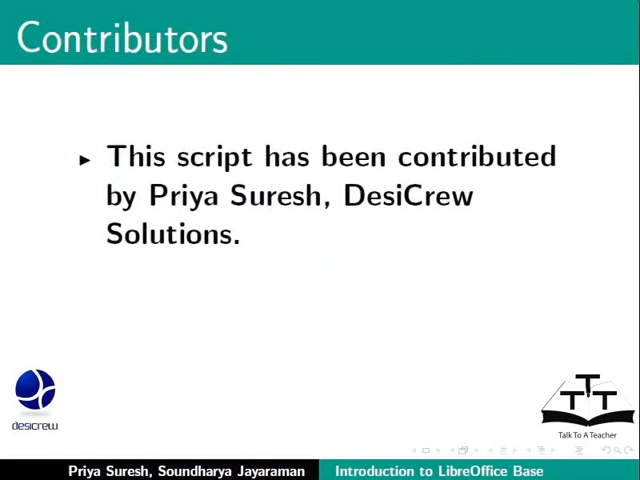 Contributors
▶ This script has been contributed
by Priya Suresh, DesiCrew
Solutions.
desicrew
T T T
Talk To A Teacher
Priya Suresh, Soundharya Jayaraman
Introduction to LibreOffice Base